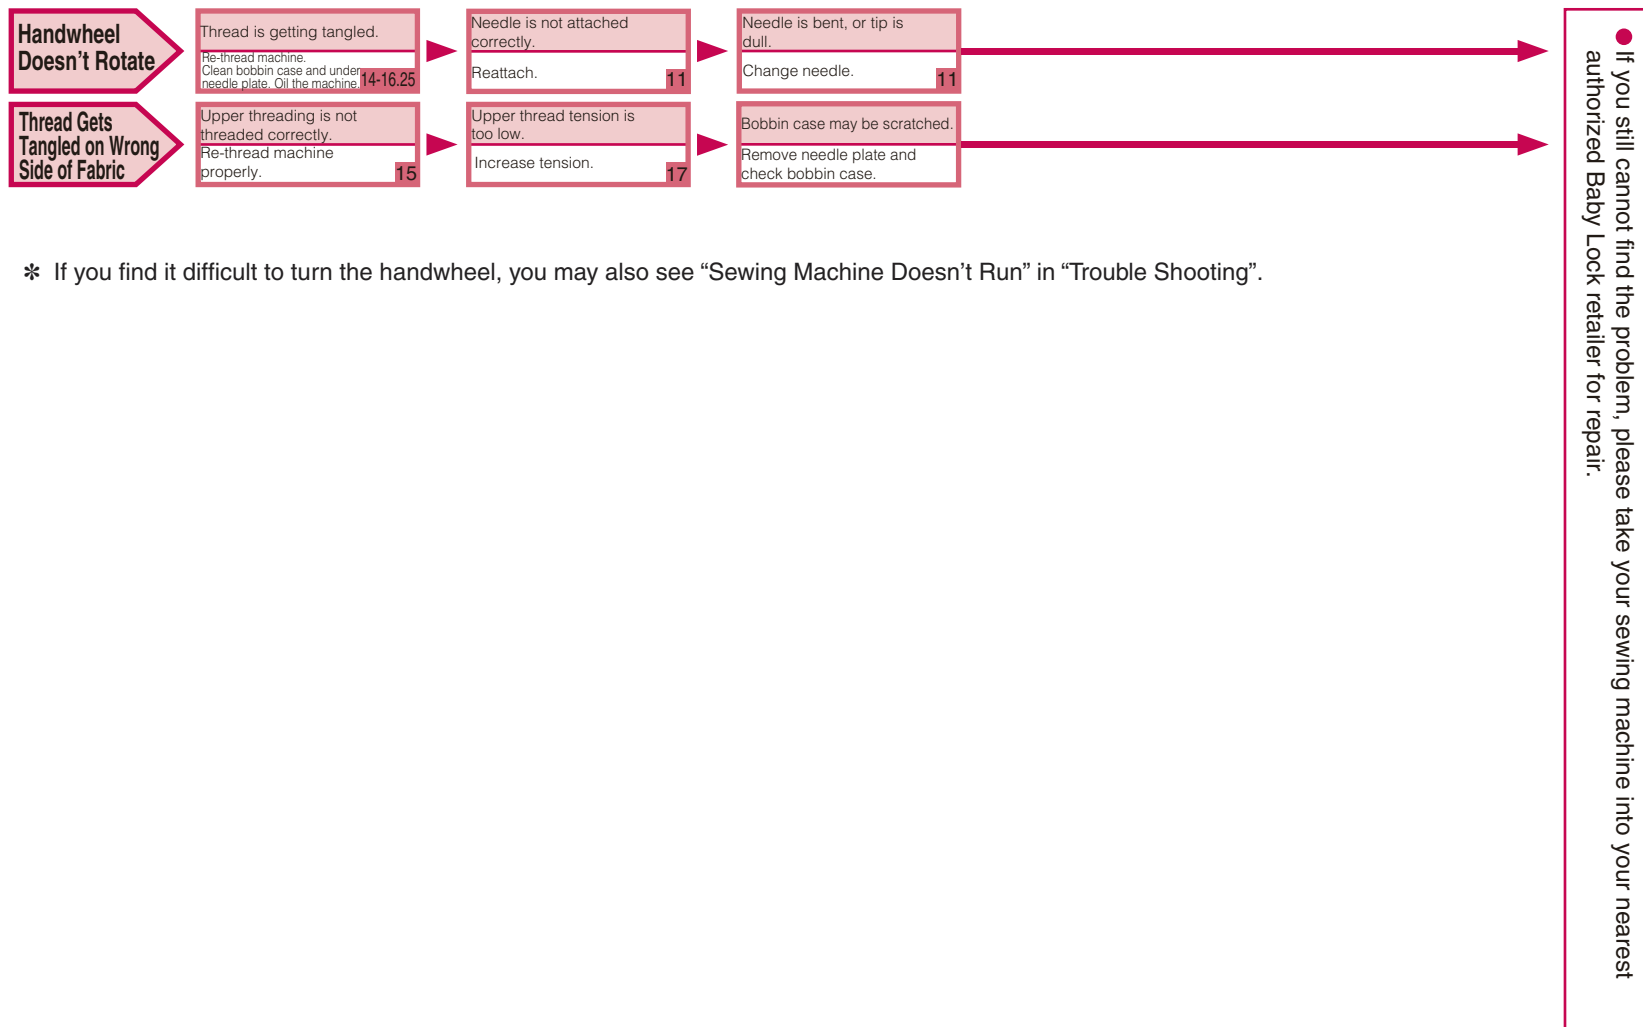 Handwheel
Doesn’t Rotate
Thread is getting tangled.
Re-thread machine.
Clean bobbin case and under
needle plate. Oil the machine.
14-16.25
Needle is not attached
correctly.
Reattach.
11
Needle is bent, or tip is
dull.
Change needle.
11
Thread Gets
Tangled on Wrong
Side of Fabric
Upper threading is not
threaded correctly.
Re-thread machine
properly.
15
Upper thread tension is
too low.
Increase tension.
17
Bobbin case may be scratched.
Remove needle plate and
check bobbin case.
✻ If you find it difficult to turn the handwheel, you may also see “Sewing Machine Doesn’t Run” in “Trouble Shooting”.
● If you still cannot find the problem, please take your sewing machine into your nearest
authorized Baby Lock retailer for repair.